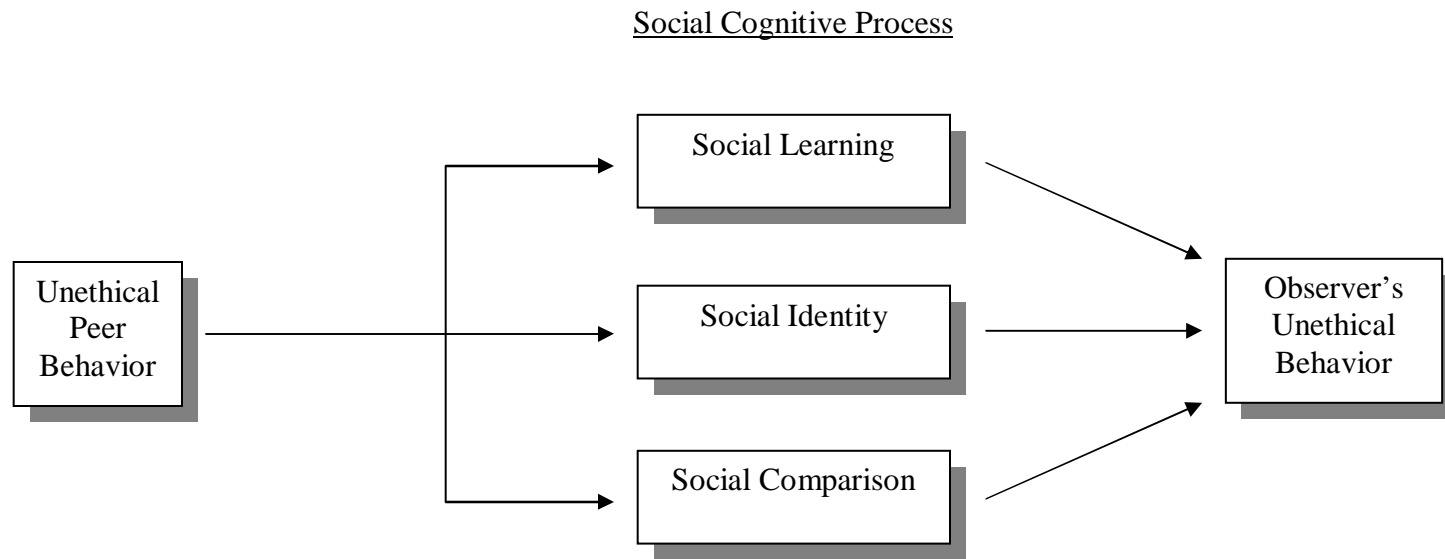 Social Cognitive Process
Social Learning
Unethical
Peer
Behavior
Social Identity
Observer’s
Unethical
Behavior
Social Comparison